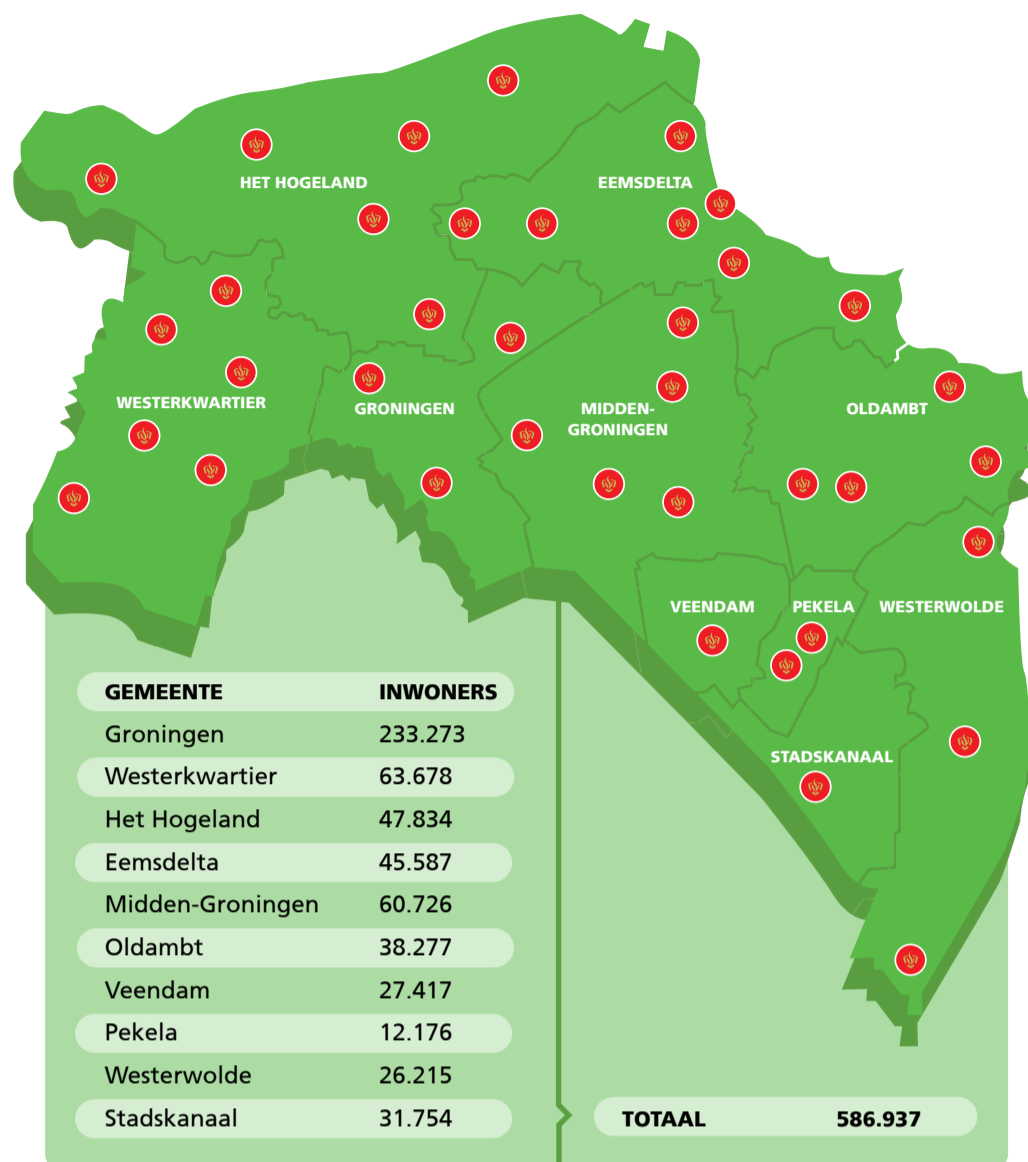 HET HOGELAND
EEMSDELTA
WESTERKWARTIER
GRONINGEN
MIDDEN-
GRONINGEN
OLDAMBT
VEENDAM
PEKELA
WESTERWOLDE
STADSKANAAL
GEMEENTE INWONERS
Groningen 233.273
Westerkwartier 63.678
Het Hogeland 47.834
Eemsdelta 45.587
Midden-Groningen 60.726
Oldambt 38.277
Veendam 27.417
Pekela 12.176
Westerwolde 26.215
Stadskanaal 31.754
TOTAAL 586.937